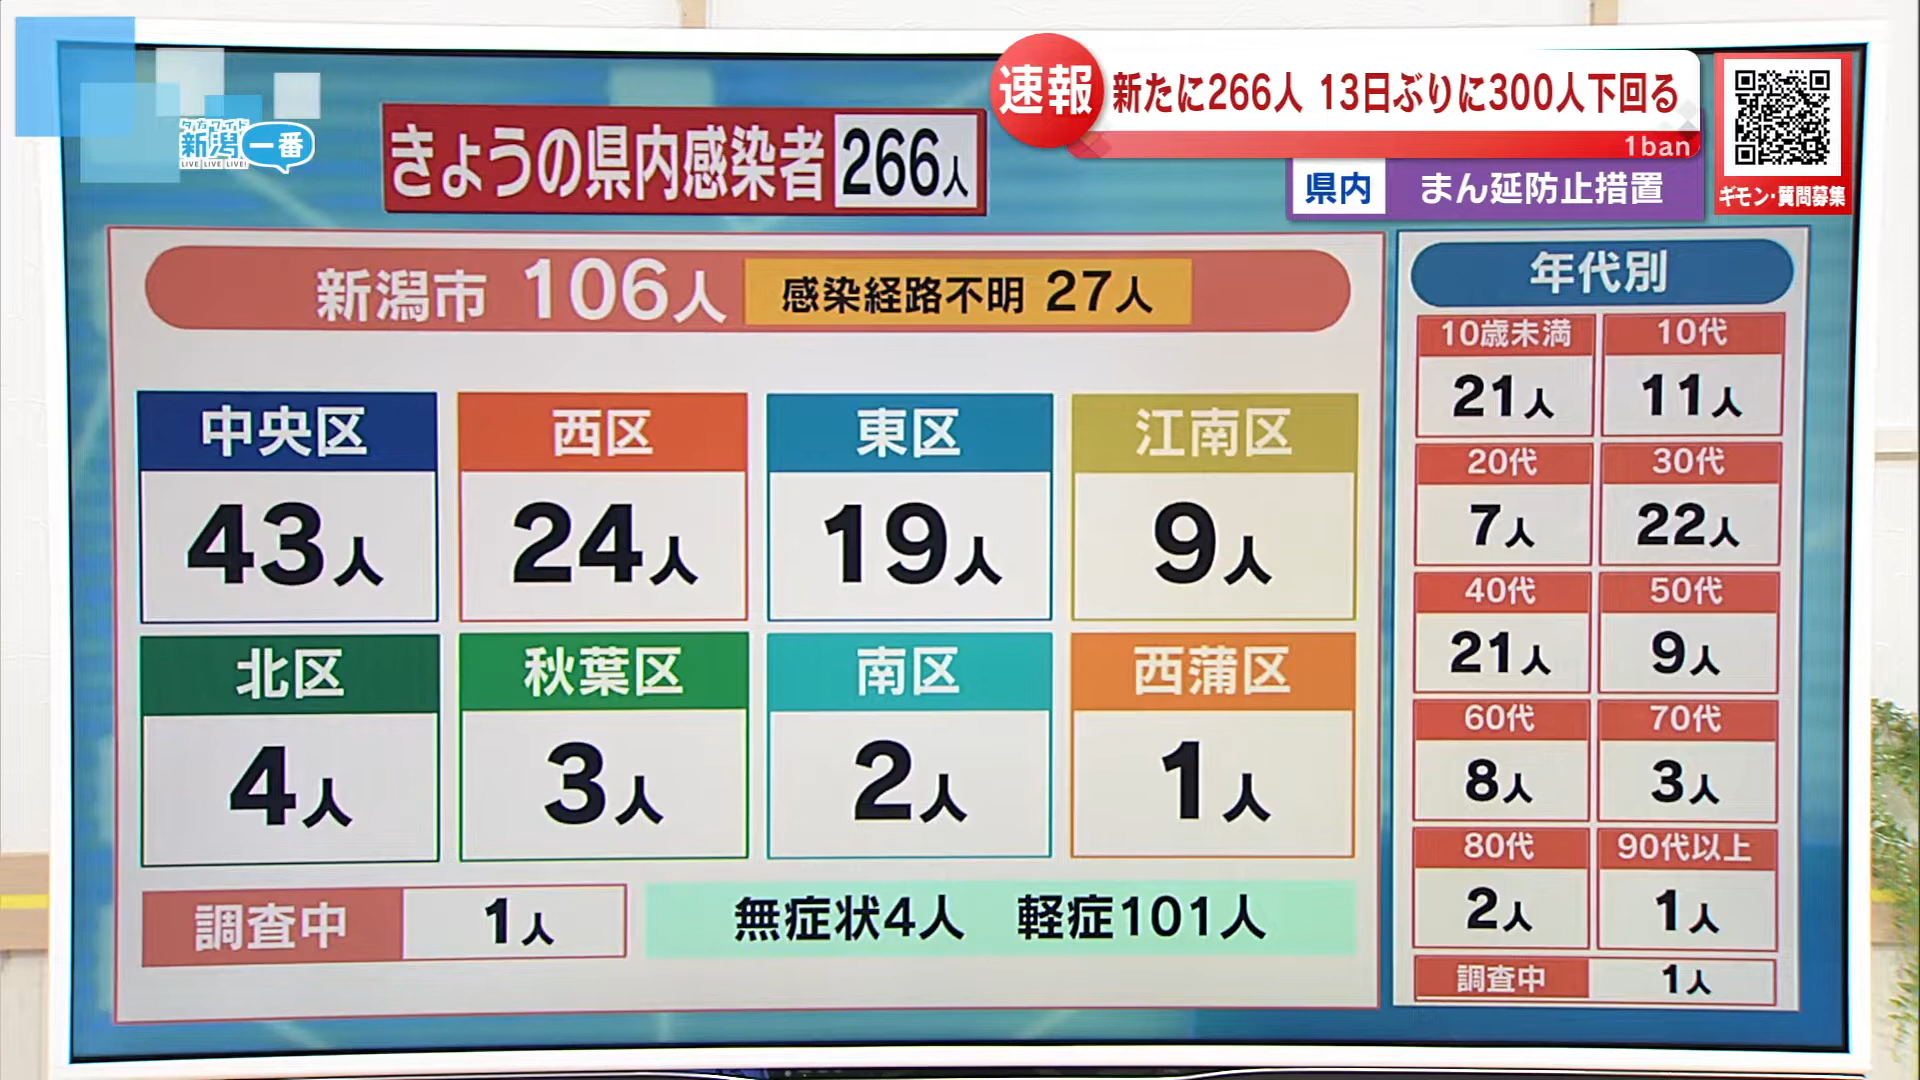 夕方ワイド
新潟一番
LIVE│LIVE│LIVE!
速報
新たに266人 13日ぶりに300人下回る
1ban
県内 まん延防止措置
ギモン・質問募集
きょうの県内感染者 266人
新潟市 106人 感染経路不明 27人
中央区 西区 東区 江南区
43人 24人 19人 9人
北区 秋葉区 南区 西蒲区
4人 3人 2人 1人
調査中 1人 無症状4人 軽症101人
年代別
10歳未満 10代
21人 11人
20代 30代
7人 22人
40代 50代
21人 9人
60代 70代
8人 3人
80代 90代以上
2人 1人
調査中 1人